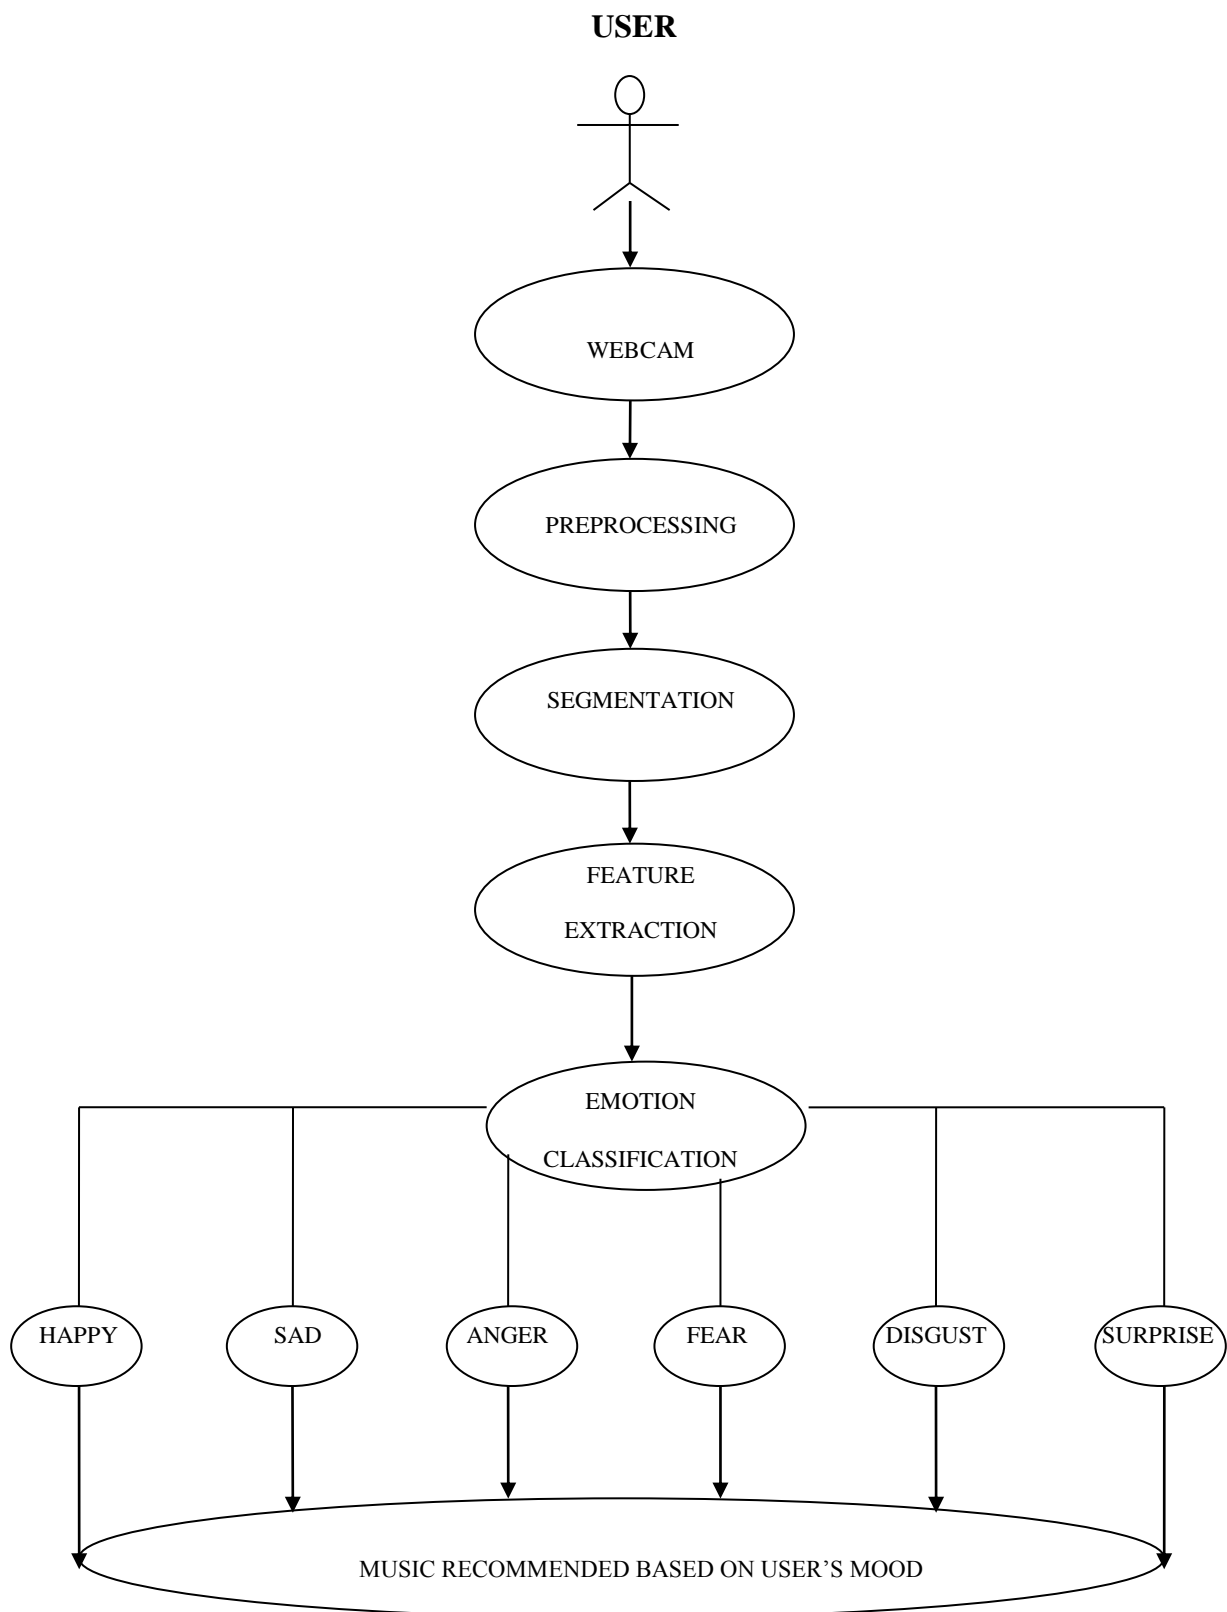 USER
WEBCAM
PREPROCESSING
SEGMENTATION
FEATURE
EXTRACTION
EMOTION
CLASSIFICATION
HAPPY
SAD
ANGER
FEAR
DISGUST
SURPRISE
MUSIC RECOMMENDED BASED ON USER’S MOOD